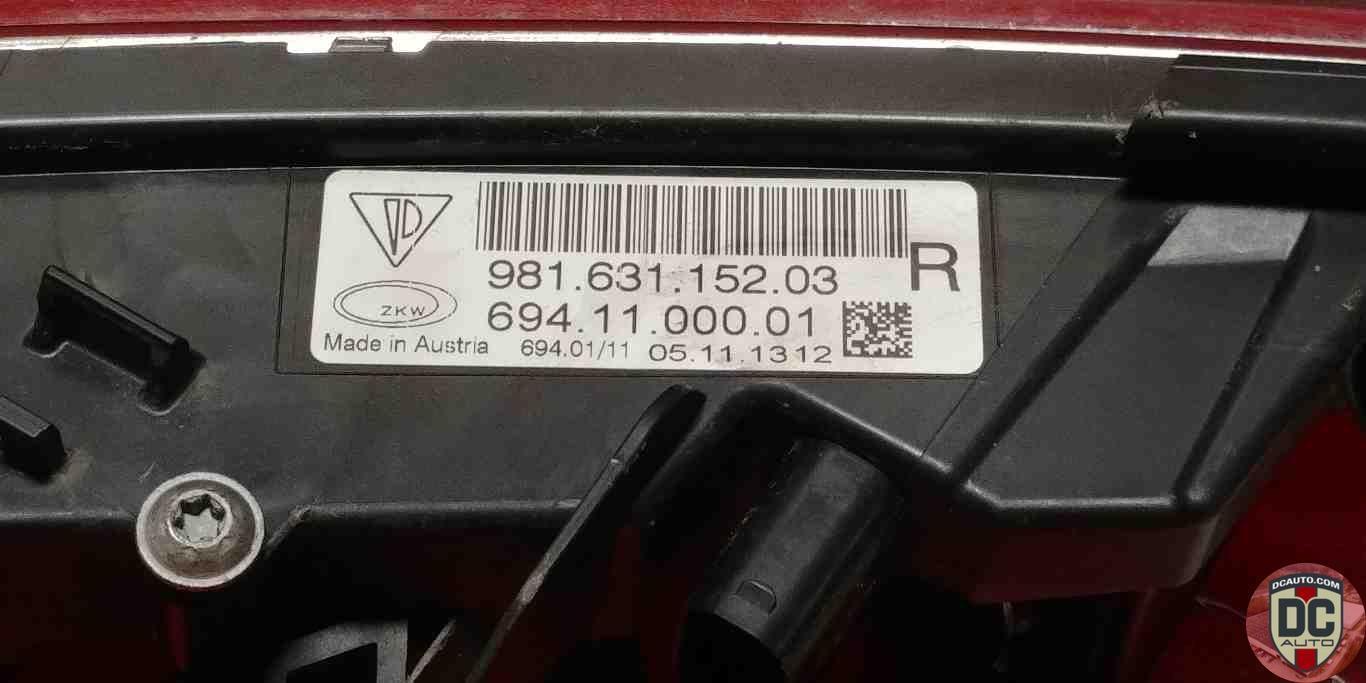 981.631.152.03
R
ZKW
694.11.000.01
Made in Austria 694.01/11 05.11.1312
DCAUTO.COM
DC
AUTO